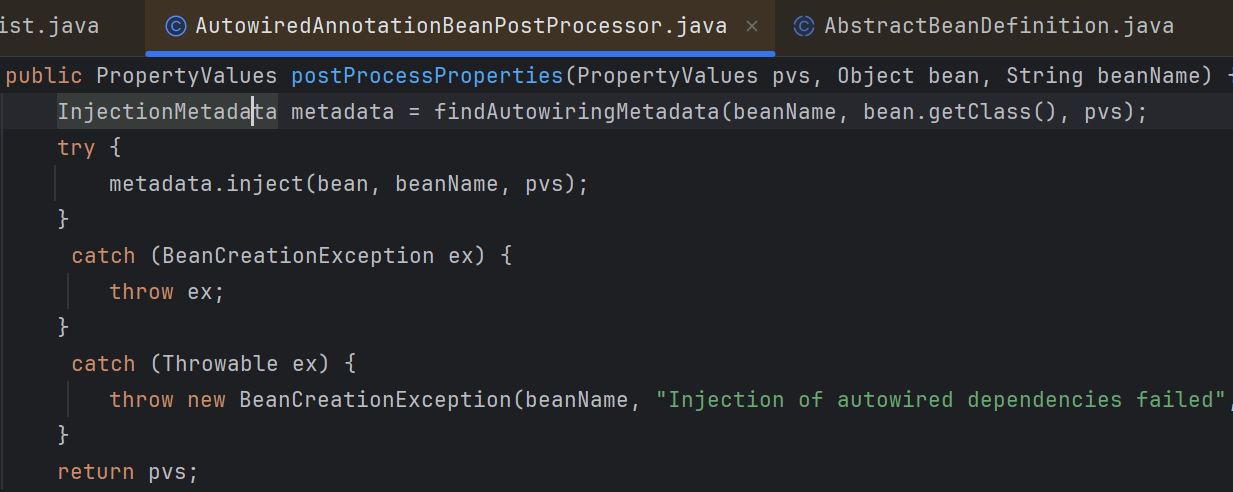 ist.java AutowiredAnnotationBeanPostProcessor.java × AbstractBeanDefinition.java
public PropertyValues postProcessProperties(PropertyValues pvs, Object bean, String beanName) {
InjectionMetadata metadata = findAutowiringMetadata(beanName, bean.getClass(), pvs);
try {
metadata.inject(bean, beanName, pvs);
}
catch (BeanCreationException ex) {
throw ex;
}
catch (Throwable ex) {
throw new BeanCreationException(beanName, "Injection of autowired dependencies failed",
}
return pvs;